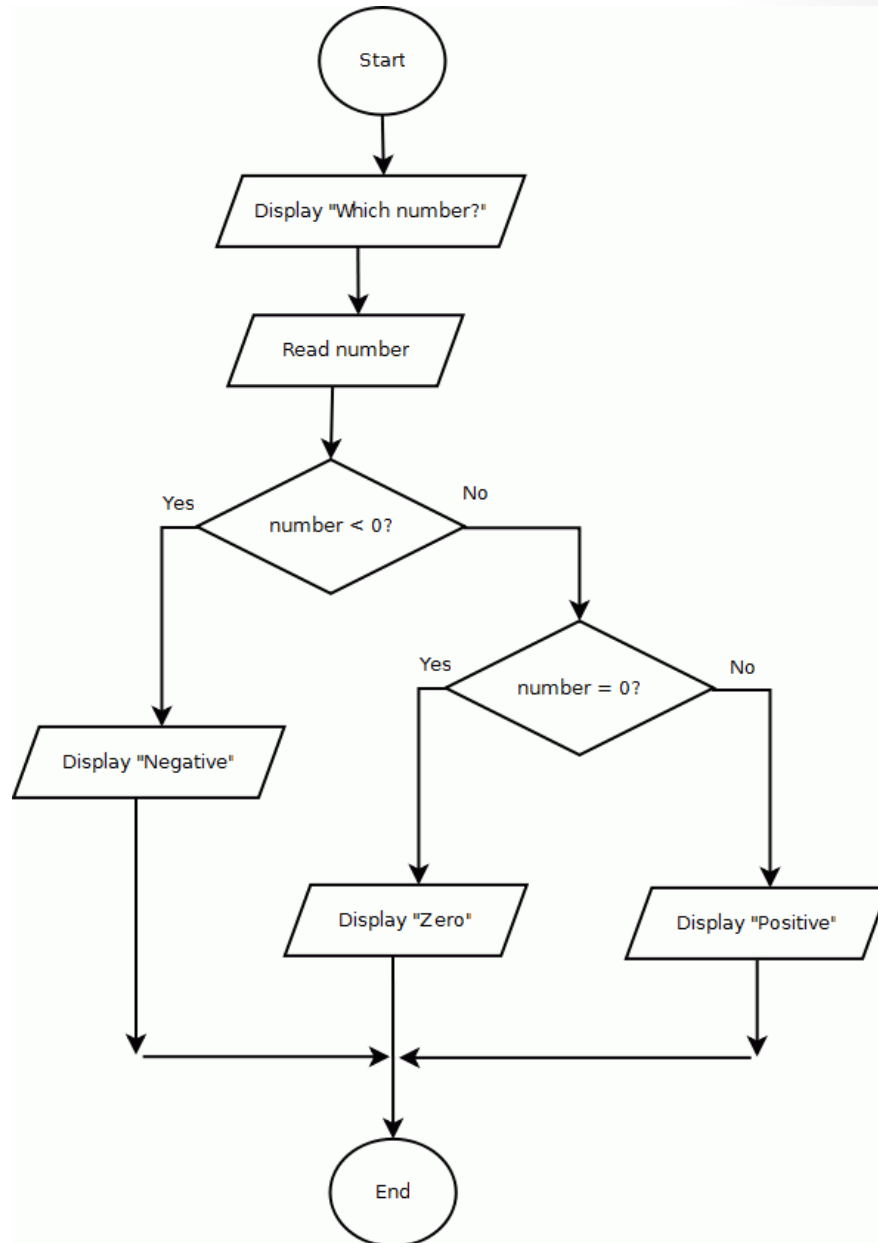 Start
Display "Which number?"
Read number
Yes
No
number < 0?
Yes
No
number = 0?
Display "Negative"
Display "Zero"
Display "Positive"
End